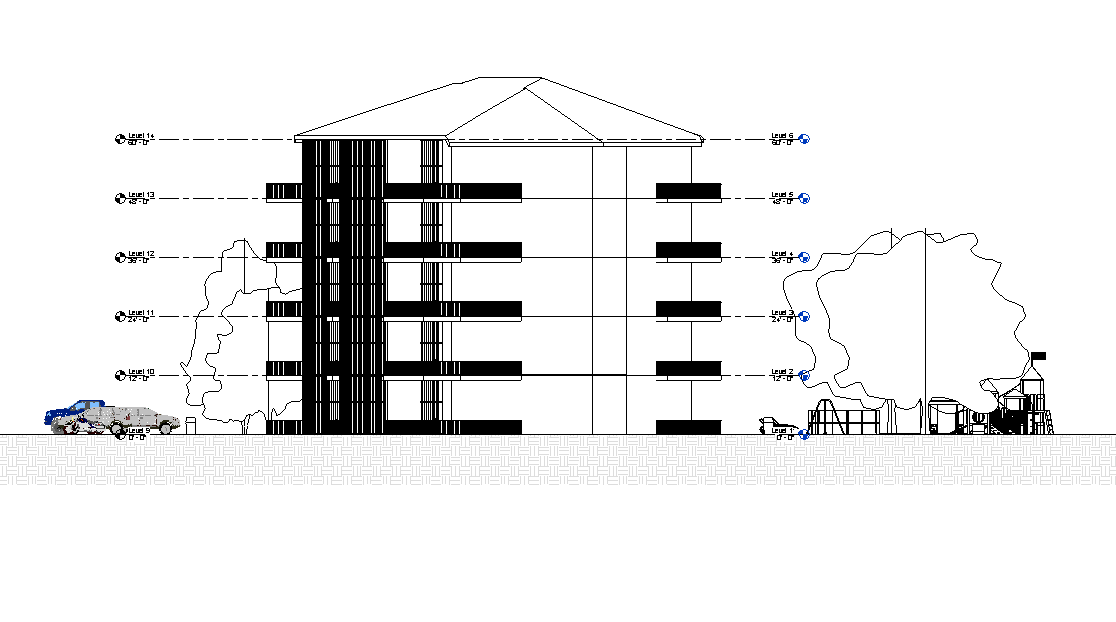 Level 14
60' - 0"
Level 6
60' - 0"
Level 13
48' - 0"
Level 5
48' - 0"
Level 12
36' - 0"
Level 4
36' - 0"
Level 11
24' - 0"
Level 3
24' - 0"
Level 10
12' - 0"
Level 2
12' - 0"
Level 9
0' - 0"
Level 1
0' - 0"